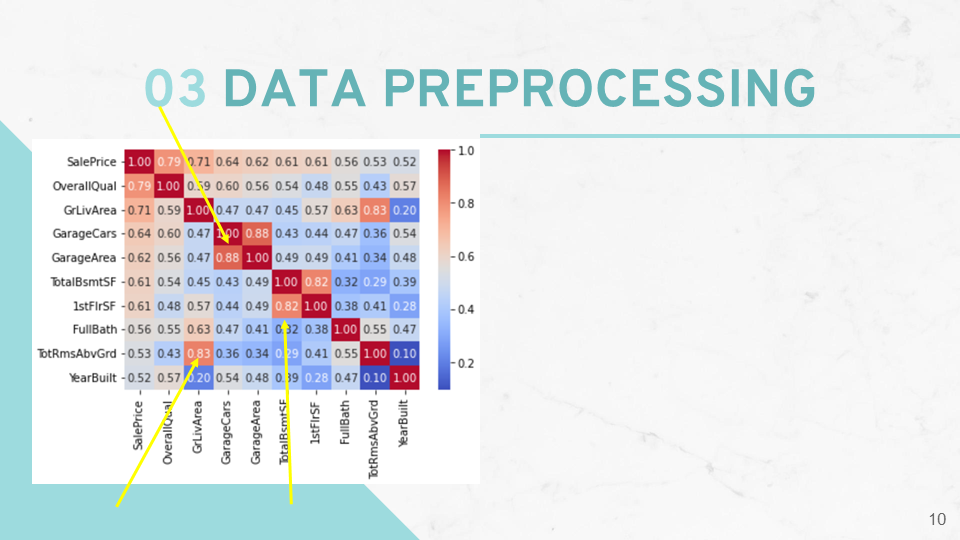 03 DATA PREPROCESSING
SalePrice 1.00 0.79 0.71 0.64 0.62 0.61 0.61 0.56 0.53 0.52
OverallQual 0.79 1.00 0.59 0.60 0.56 0.54 0.48 0.55 0.43 0.57
GrLivArea 0.71 0.59 1.00 0.47 0.47 0.45 0.57 0.63 0.83 0.20
GarageCars 0.64 0.60 0.47 1.00 0.88 0.43 0.44 0.47 0.36 0.54
GarageArea 0.62 0.56 0.47 0.88 1.00 0.49 0.49 0.41 0.34 0.48
TotalBsmtSF 0.61 0.54 0.45 0.43 0.49 1.00 0.82 0.32 0.29 0.39
1stFlrSF 0.61 0.48 0.57 0.44 0.49 0.82 1.00 0.38 0.41 0.28
FullBath 0.56 0.55 0.63 0.47 0.41 0.32 0.38 1.00 0.55 0.47
TotRmsAbvGrd 0.53 0.43 0.83 0.36 0.34 0.29 0.41 0.55 1.00 0.10
YearBuilt 0.52 0.57 0.20 0.54 0.48 0.39 0.28 0.47 0.10 1.00
SalePrice
OverallQual
GrLivArea
GarageCars
GarageArea
TotalBsmtSF
1stFlrSF
FullBath
TotRmsAbvGrd
YearBuilt
1.0
0.8
0.6
0.4
0.2
10